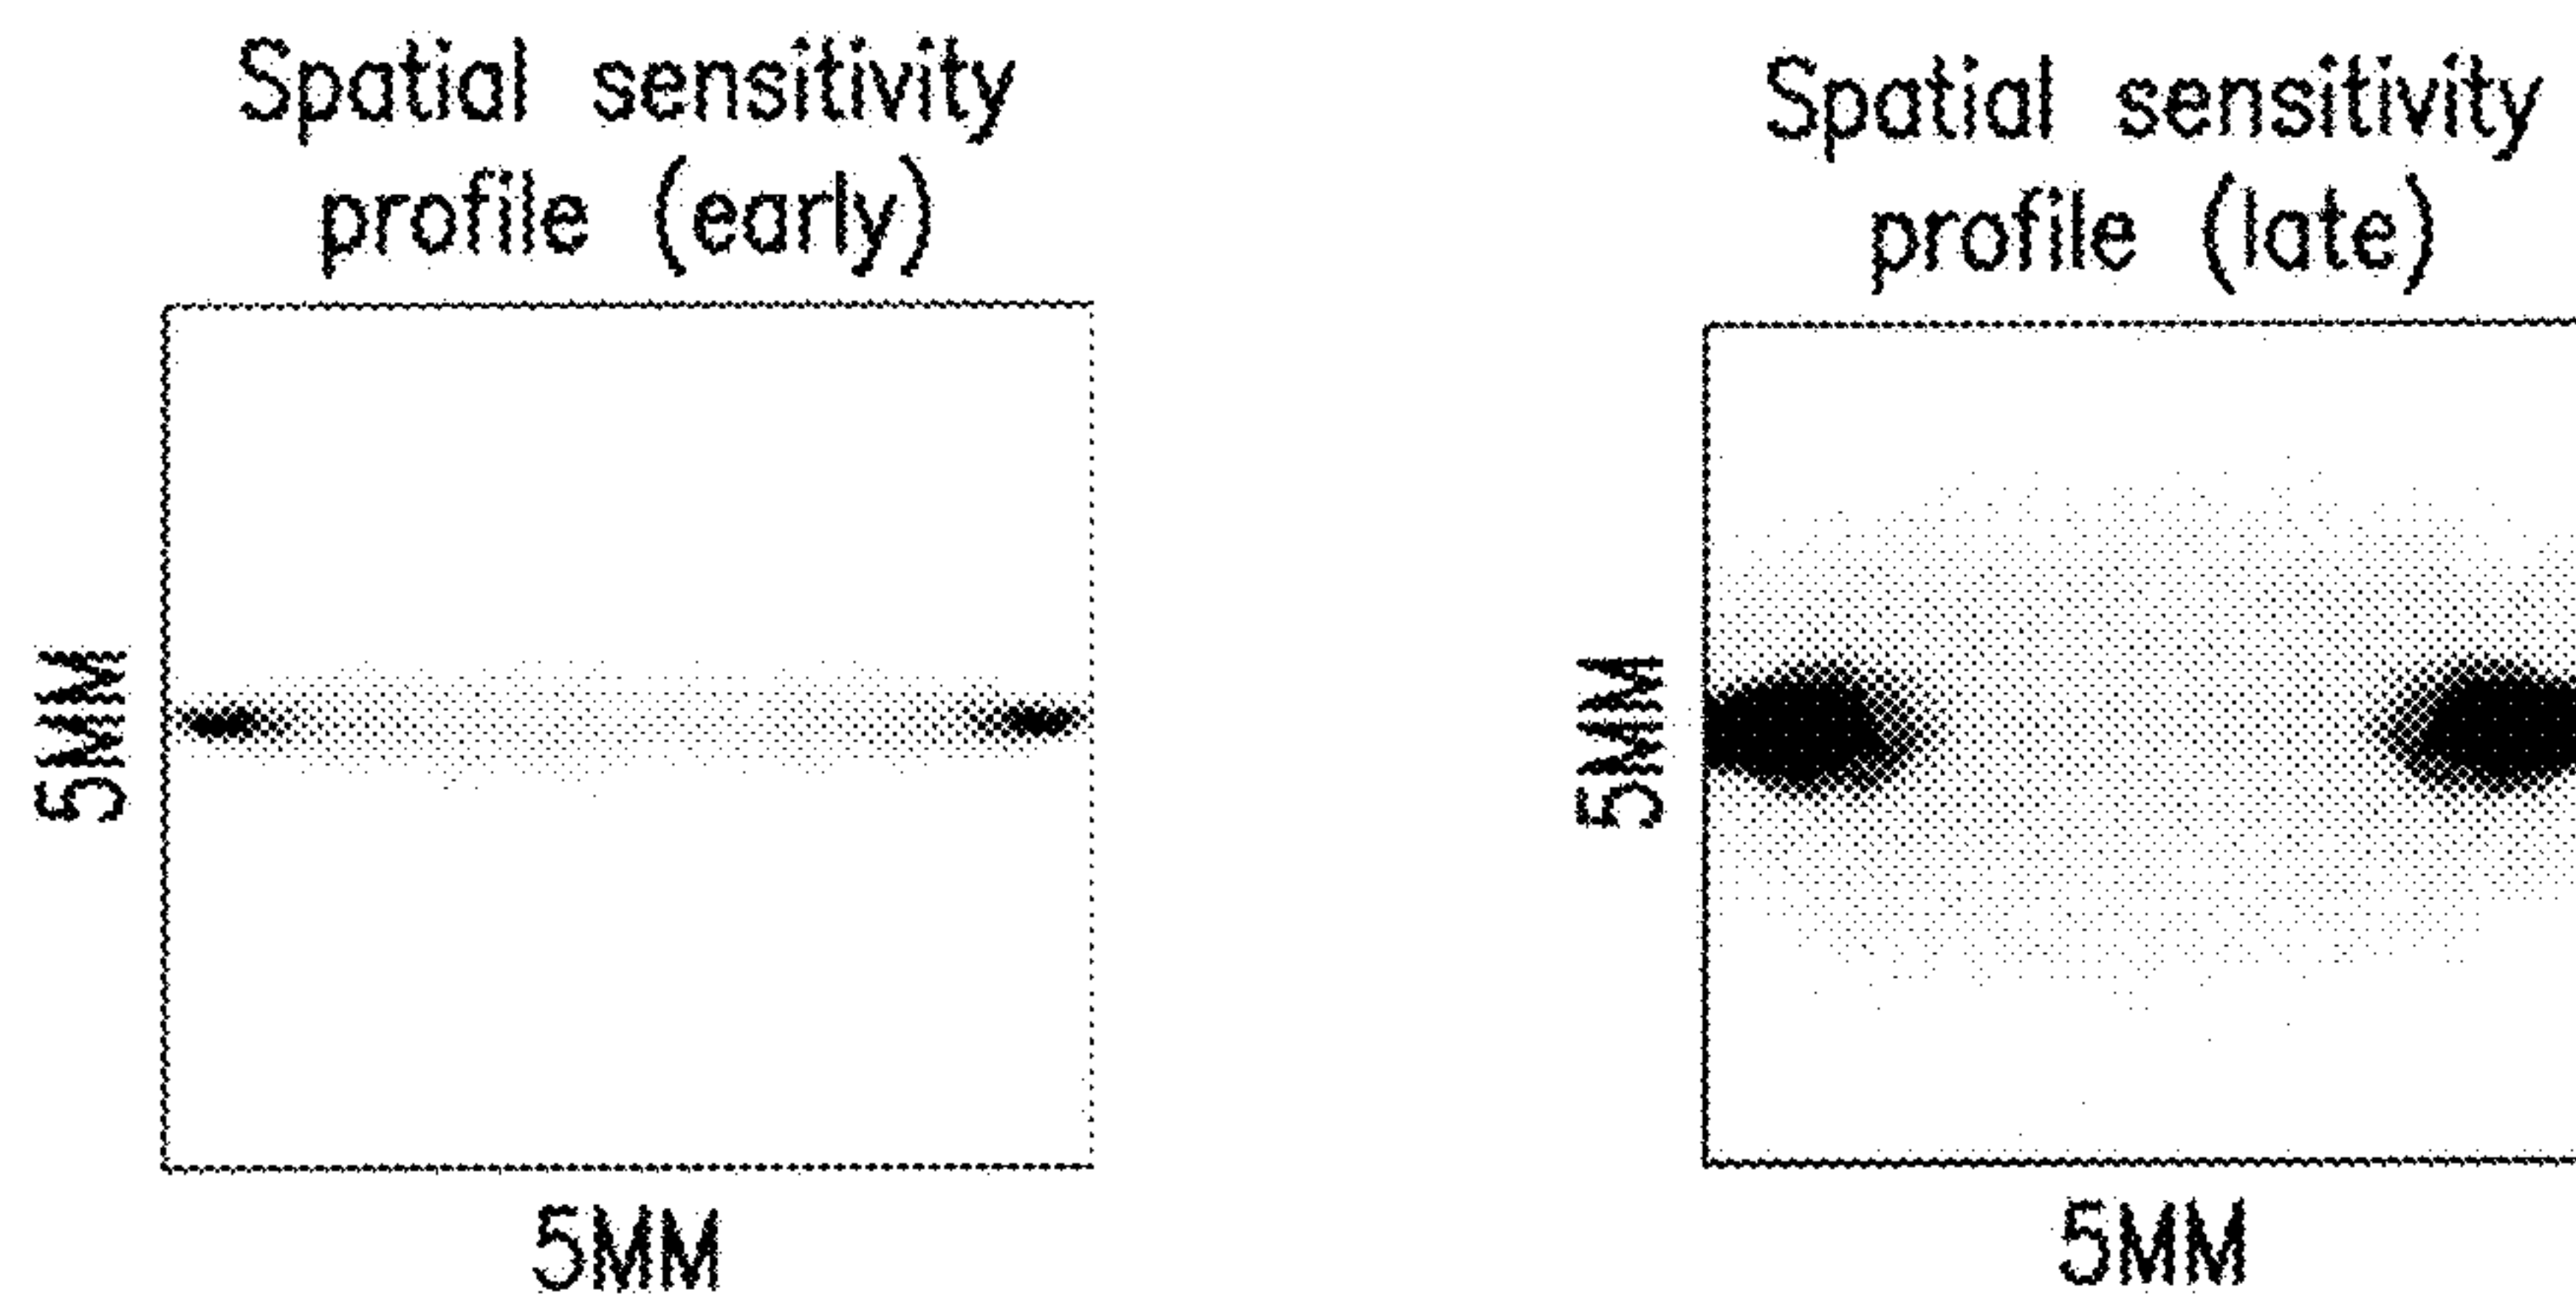 Spatial sensitivity
profile (early)
5MM
5MM
Spatial sensitivity
profile (late)
5MM
5MM